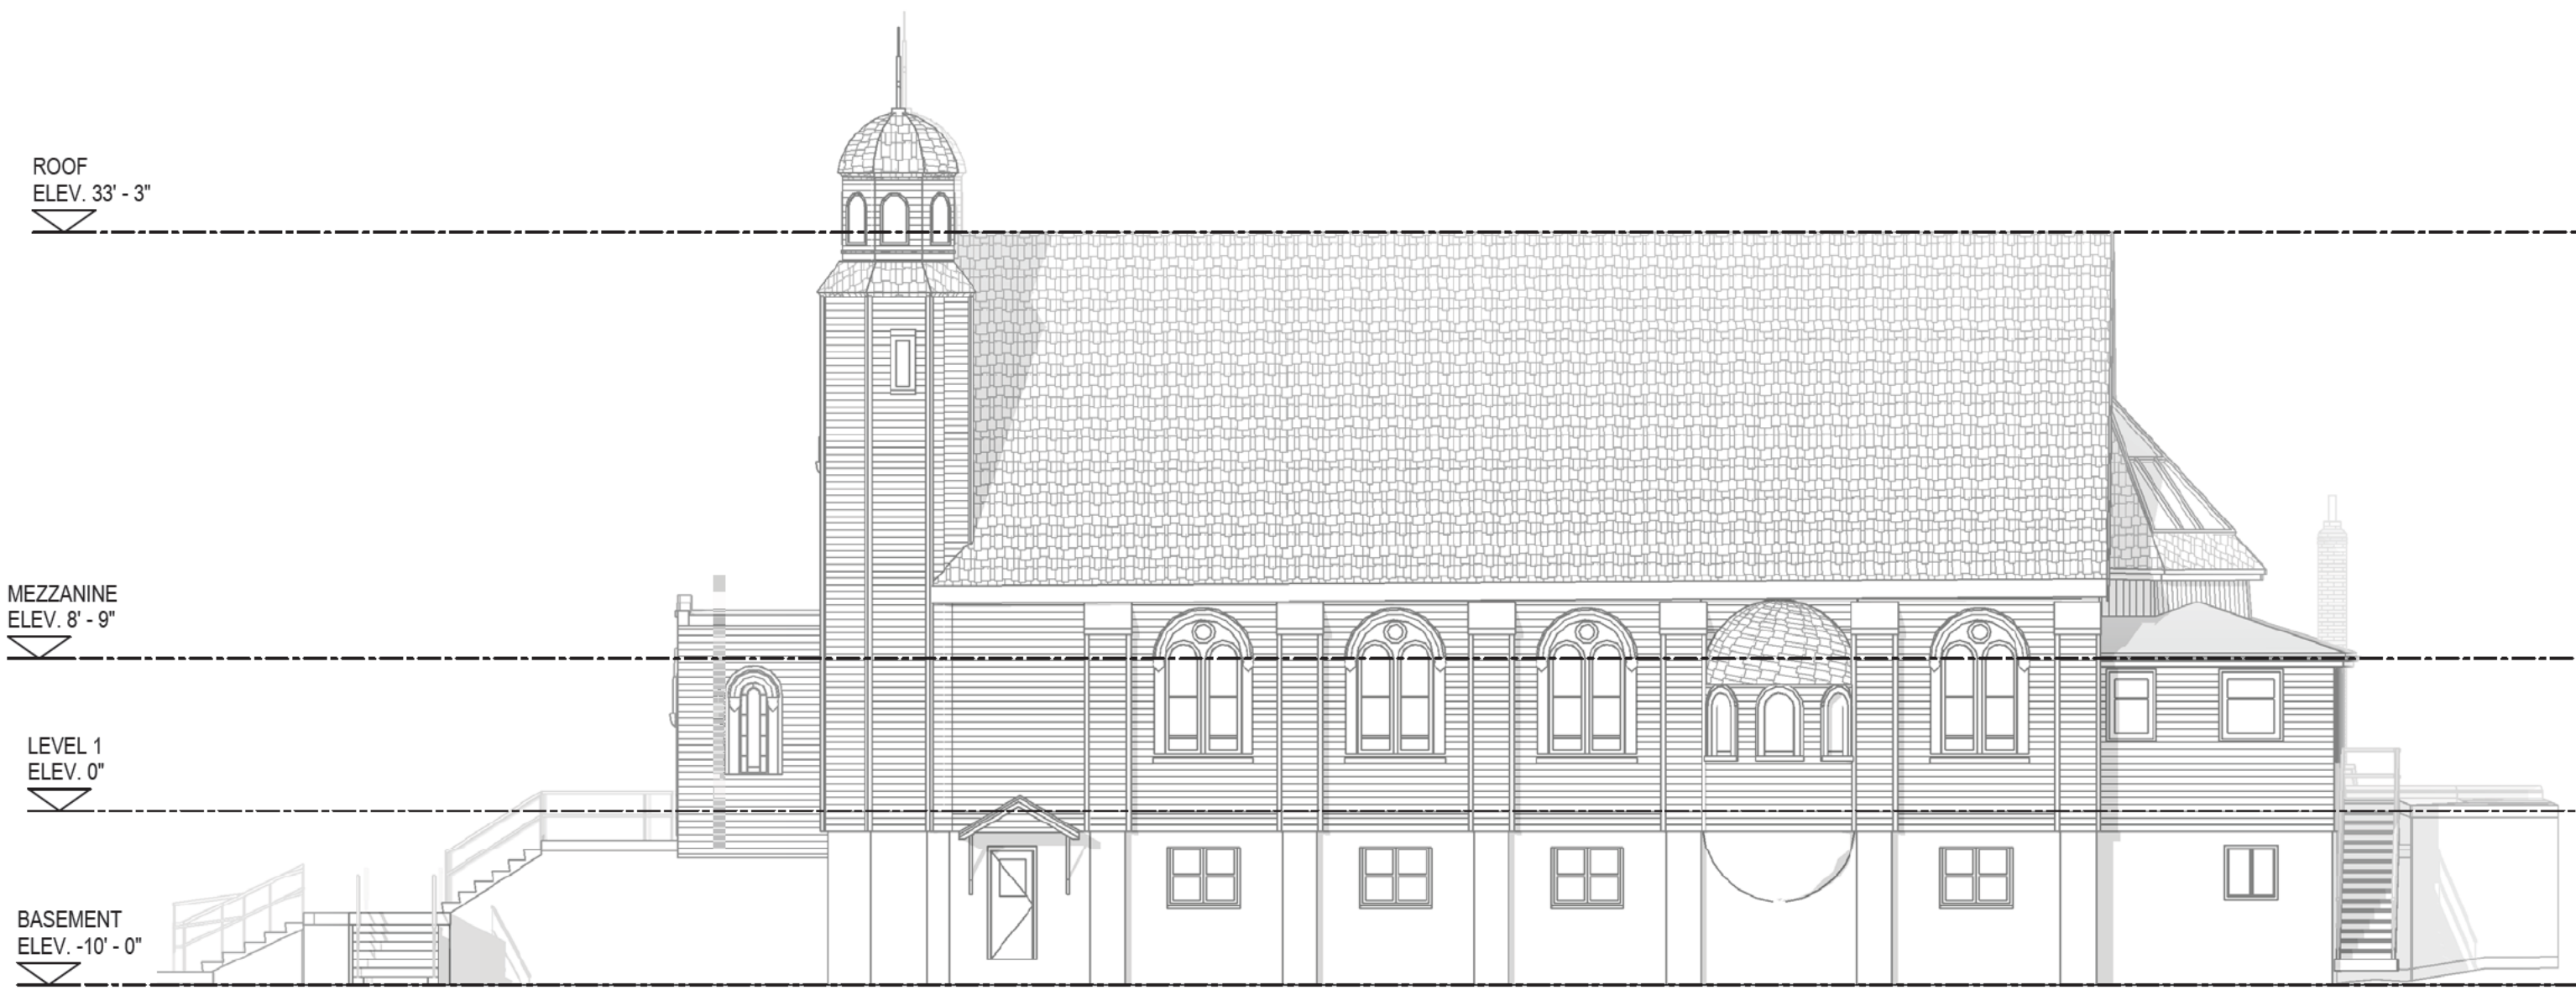 ROOF
ELEV. 33' - 3"
MEZZANINE
ELEV. 8' - 9"
LEVEL 1
ELEV. 0"
BASEMENT
ELEV. -10' - 0"